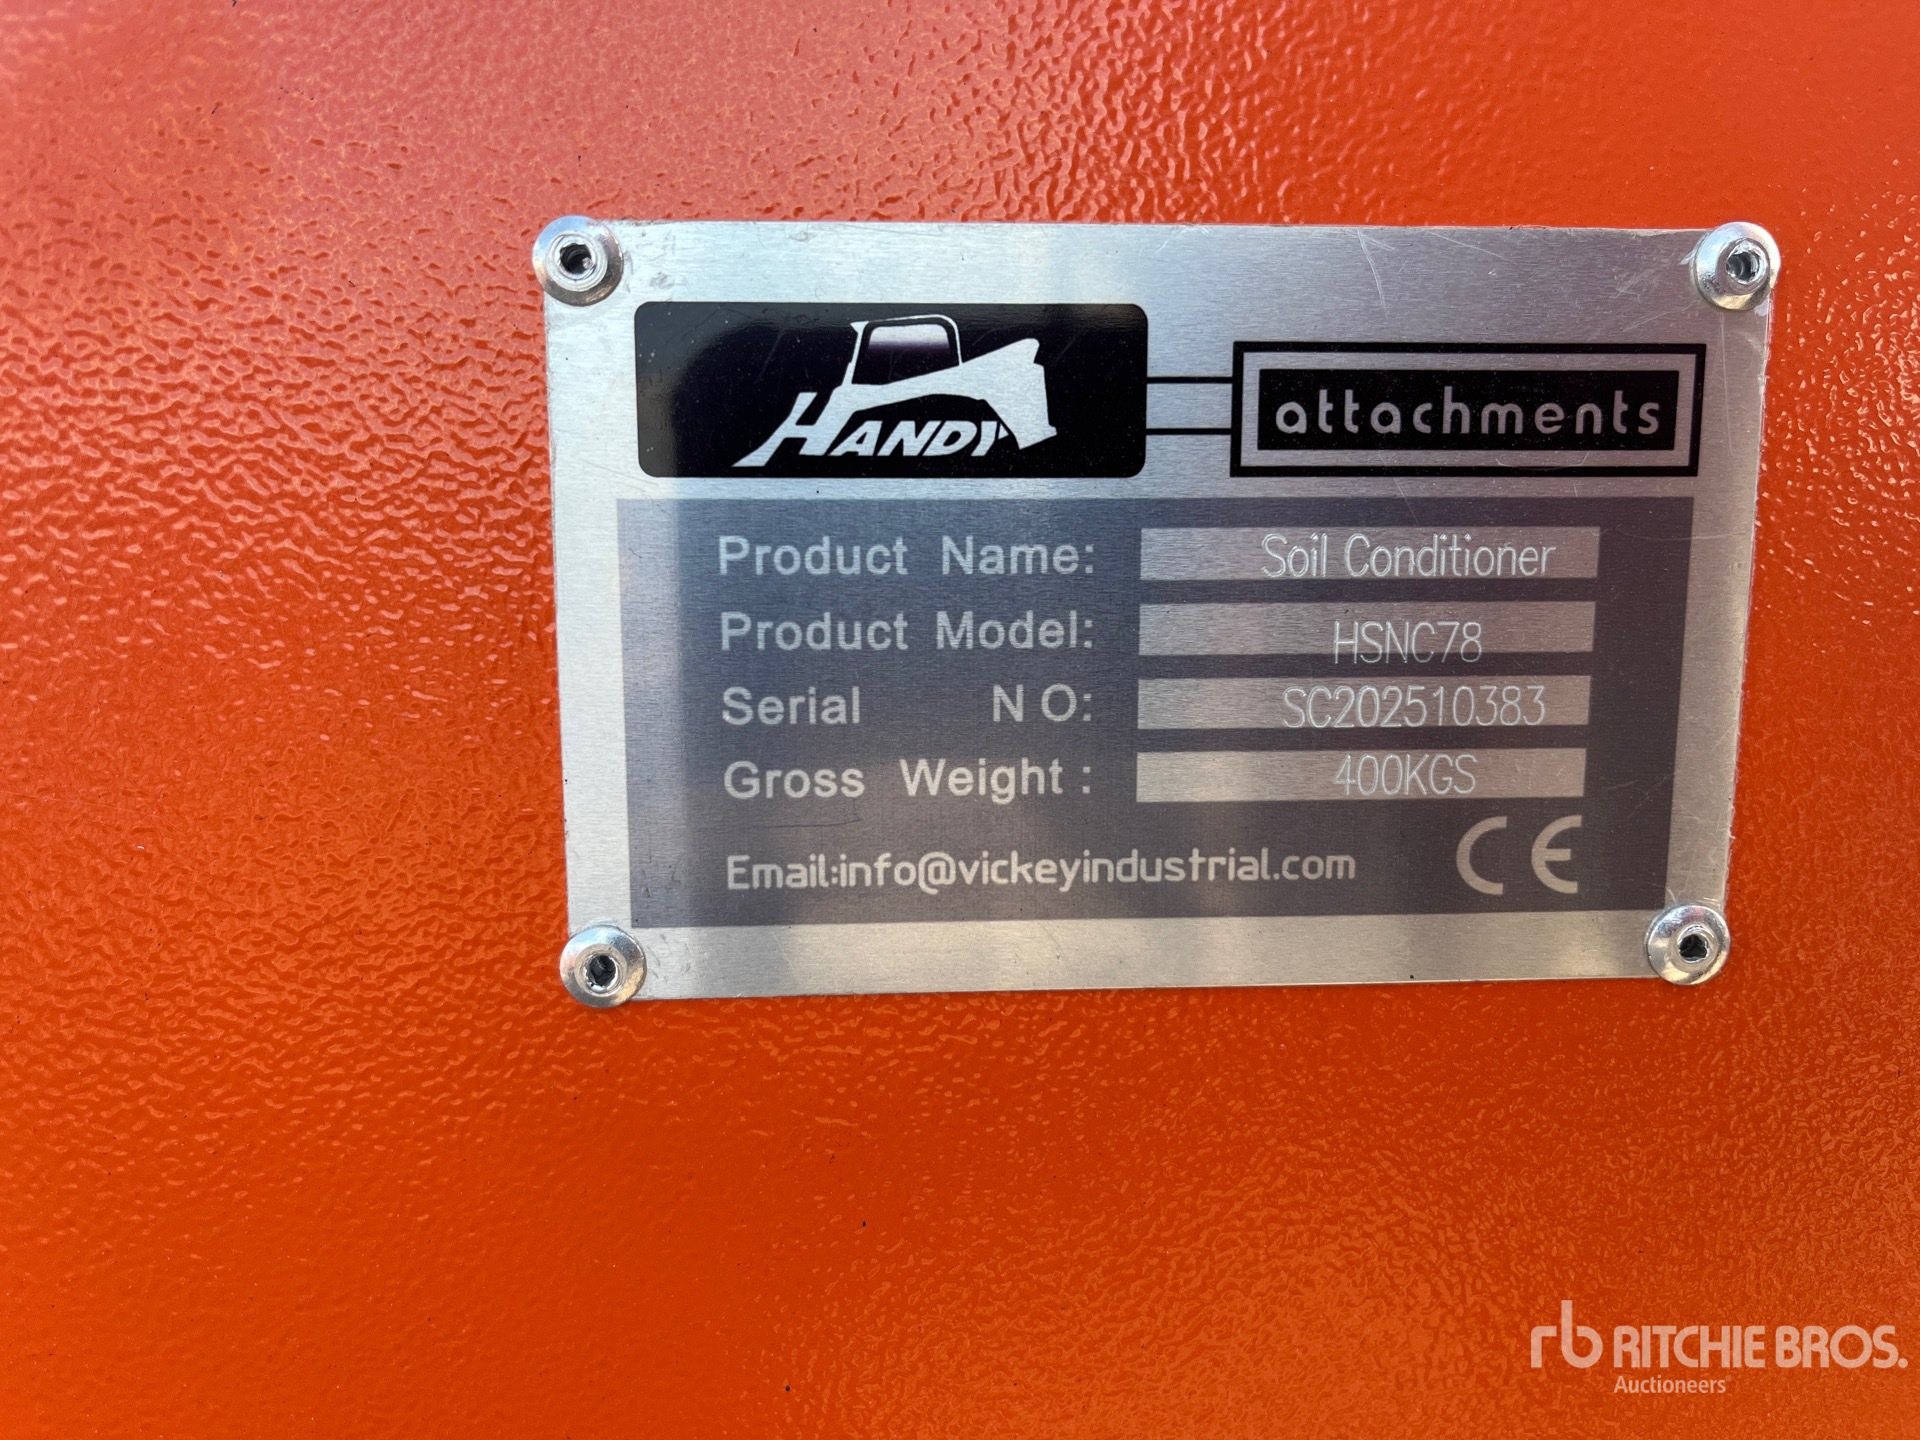 HANDY
attachments
Product Name: Soil Conditioner
Product Model: HSNC78
Serial NO: SC202510383
Gross Weight: 400KGS
Email:info@vickeyindustrial.com CE
rb RITCHIE BROS.
Auctioneers